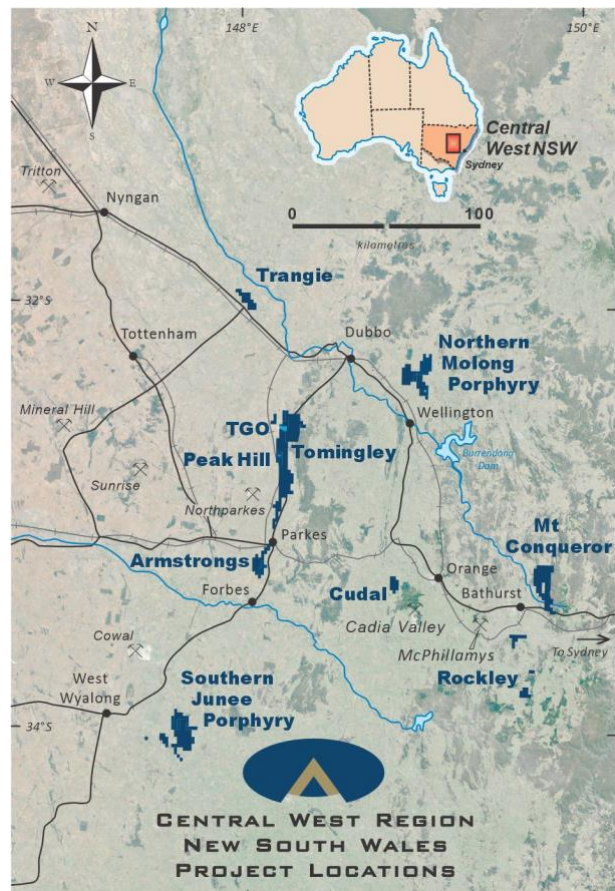 148°E
150°E
N
W
E
S
Central
West NSW
Sydney
Tritton
Nyngan
0
100
kilometres
Trangie
32°S
Dubbo
Tottenham
Northern
Molong
Porphyry
Mineral Hill
Wellington
TGO
Tomingley
Peak Hill
Burrendong
Dam
Sunrise
Northparkes
Mt
Conqueror
Parkes
Armstrongs
Orange
Cudal
Bathurst
Forbes
Cadia Valley
McPhillamys
To Sydney
Cowal
Rockley
West
Wyalong
Southern
Junee
Porphyry
34°S
Central West Region
New South Wales
Project Locations